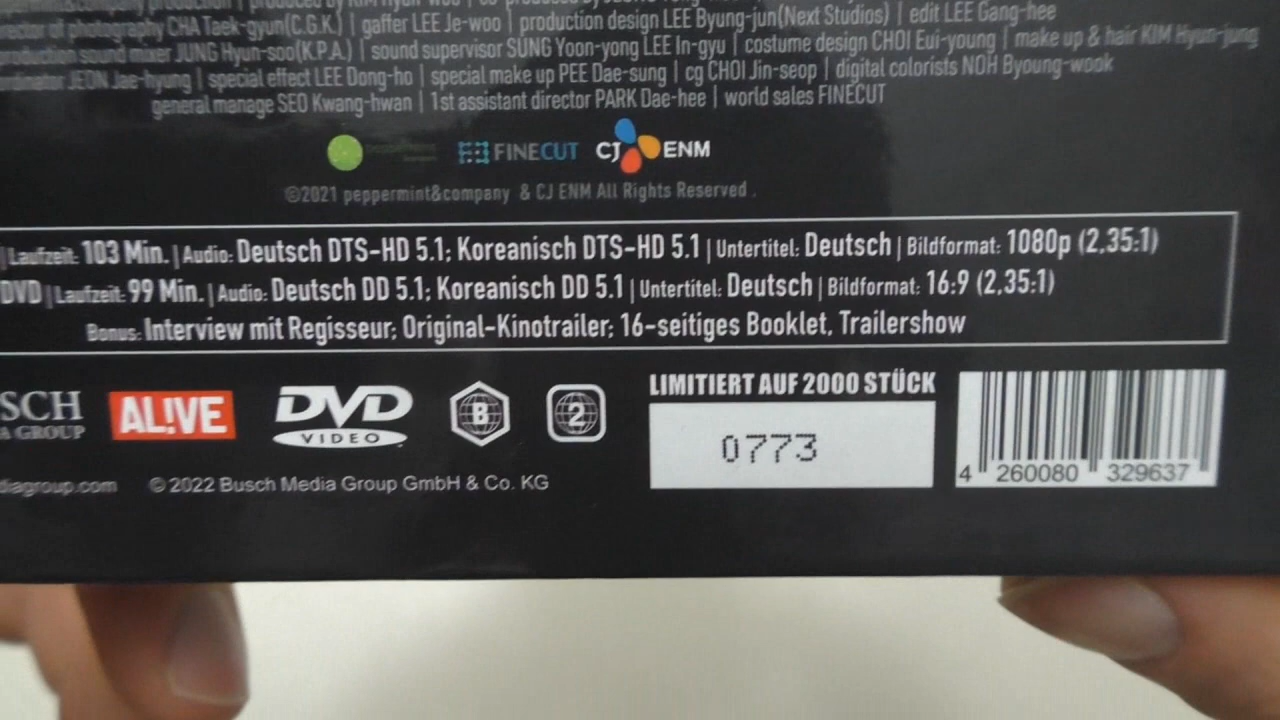 produced by KIM Hyun-woo
director of photography CHA Taek-gyun(C.G.K.) | gaffer LEE Je-woo | production design LEE Byung-jun(Next Studios) | edit LEE Gang-hee
production sound mixer JUNG Hyun-soo(K.P.A.) | sound supervisor SUNG Yoon-yong LEE In-gyu | costume design CHOI Eui-young | make up & hair KIM Hyun-jung
JEON Jae-hyung | special effect LEE Dong-ho | special make up PEE Dae-sung | cg CHOI Jin-seop | digital colorists NOH Byoung-wook
general manage SEO Kwang-hwan | 1st assistant director PARK Dae-hee | world sales FINECUT
FINECUT CJ ENM
©2021 peppermint&company & CJ ENM All Rights Reserved .
| Laufzeit: 103 Min. | Audio: Deutsch DTS-HD 5.1; Koreanisch DTS-HD 5.1 | Untertitel: Deutsch | Bildformat: 1080p (2,35:1)
DVD | Laufzeit: 99 Min. | Audio: Deutsch DD 5.1; Koreanisch DD 5.1 | Untertitel: Deutsch | Bildformat: 16:9 (2,35:1)
Bonus: Interview mit Regisseur; Original-Kinotrailer; 16-seitiges Booklet, Trailershow
SCH
A GROUP
AL!VE
DVD
VIDEO
B
2
LIMITIERT AUF 2000 STÜCK
0773
4 260080 329637
diagroup.com © 2022 Busch Media Group GmbH & Co. KG